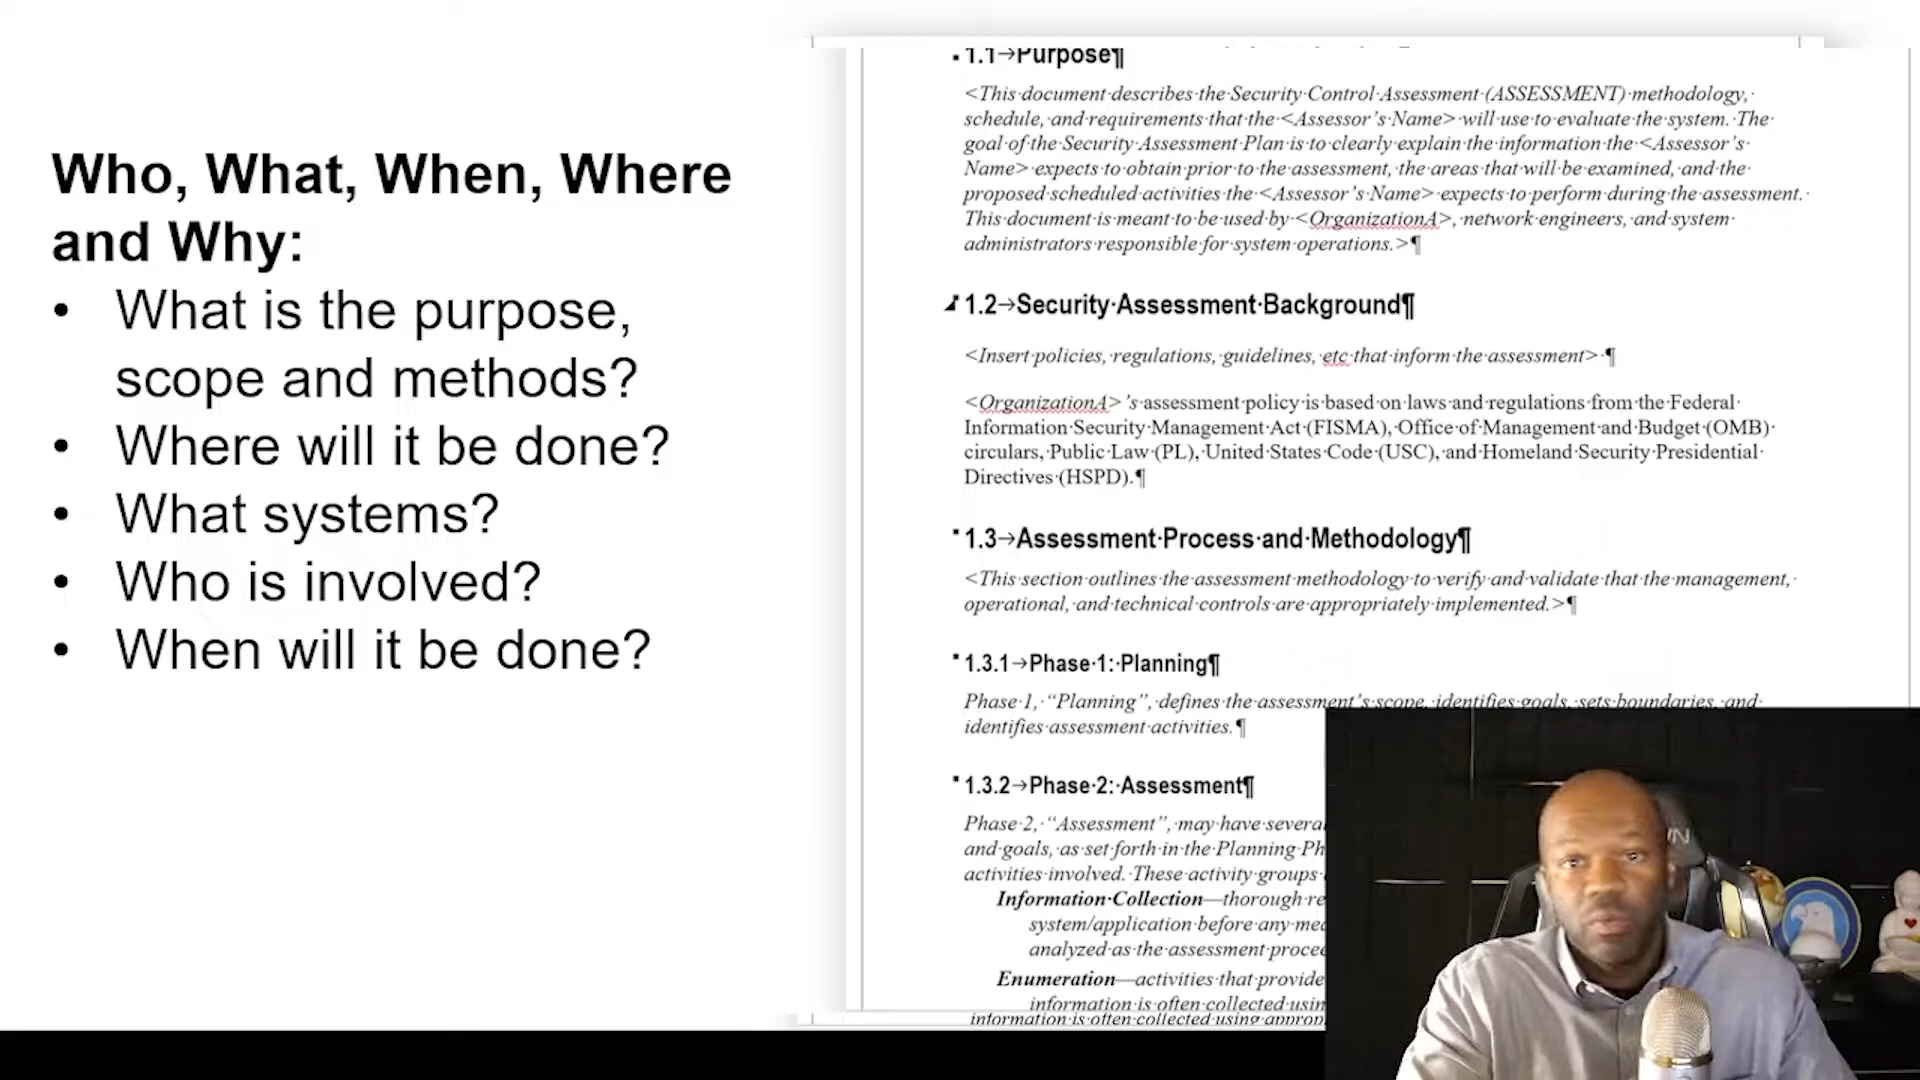 Who, What, When, Where
and Why:
• What is the purpose,
scope and methods?
• Where will it be done?
• What systems?
• Who is involved?
• When will it be done?
1.1→Purpose¶
<This·document·describes·the·Security·Control·Assessment·(ASSESSMENT)·methodology,·
schedule,·and·requirements·that·the·<Assessor’s·Name>·will·use·to·evaluate·the·system.·The·
goal·of·the·Security·Assessment·Plan·is·to·clearly·explain·the·information·the·<Assessor’s·
Name>·expects·to·obtain·prior·to·the·assessment,·the·areas·that·will·be·examined,·and·the·
proposed·scheduled·activities·the·<Assessor’s·Name>·expects·to·perform·during·the·assessment.·
This·document·is·meant·to·be·used·by·<OrganizationA>,·network·engineers,·and·system·
administrators·responsible·for·system·operations.>¶
1.2→Security·Assessment·Background¶
<Insert·policies,·regulations,·guidelines,·etc·that·inform·the·assessment>·¶
<OrganizationA>’s·assessment·policy·is·based·on·laws·and·regulations·from·the·Federal·
Information·Security·Management·Act·(FISMA),·Office·of·Management·and·Budget·(OMB)·
circulars,·Public·Law·(PL),·United·States·Code·(USC),·and·Homeland·Security·Presidential·
Directives·(HSPD).¶
1.3→Assessment·Process·and·Methodology¶
<This·section·outlines·the·assessment·methodology·to·verify·and·validate·that·the·management,·
operational,·and·technical·controls·are·appropriately·implemented.>¶
1.3.1→Phase·1:·Planning¶
Phase·1,·“Planning”,·defines·the·assessment’s·scope,·identifies·goals,·sets·boundaries,·and·
identifies·assessment·activities.¶
1.3.2→Phase·2:·Assessment¶
Phase·2,·“Assessment”,·may·have·severa
and·goals,·as·set·forth·in·the·Planning·Ph
activities·involved.·These·activity·groups·
Information·Collection—thorough·re
system/application·before·any·me
analyzed·as·the·assessment·procee
Enumeration—activities·that·provide
information·is·often·collected·usin
information·is·often·collected·using·appro